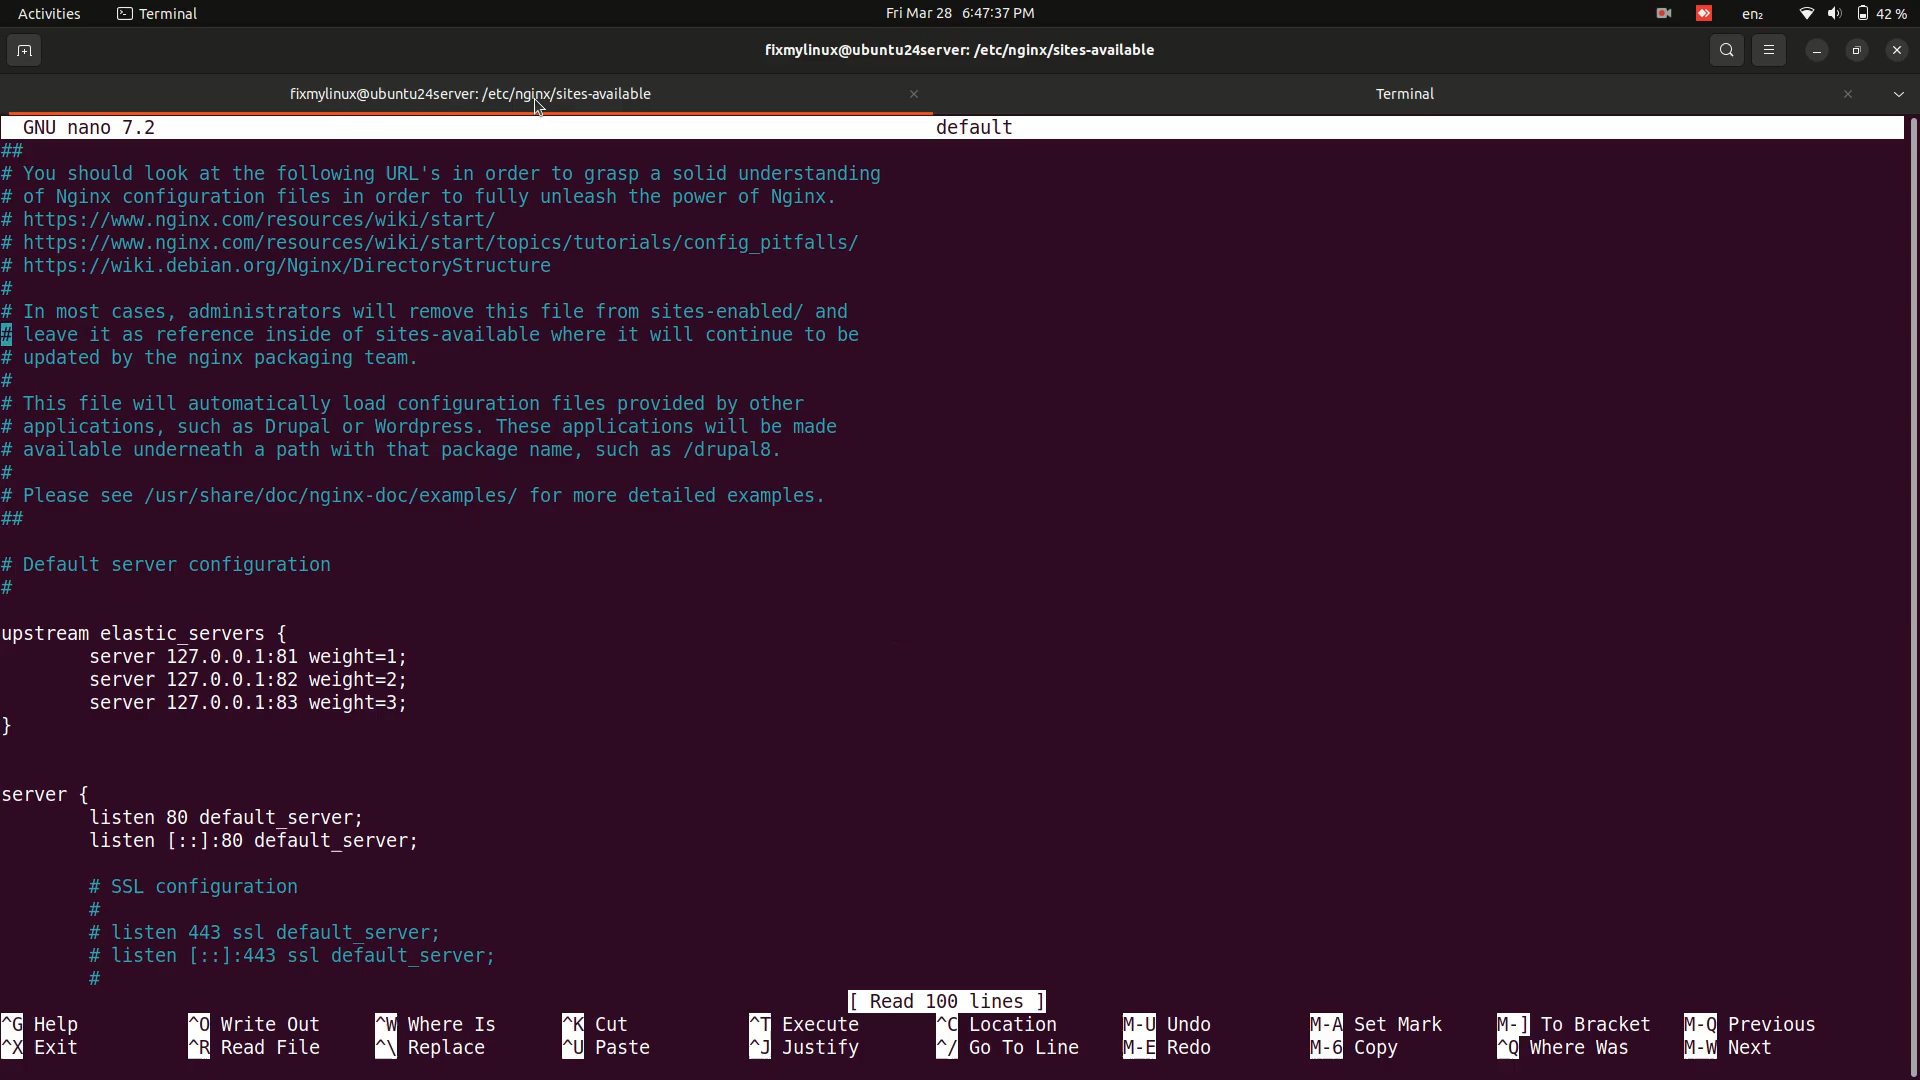 Activities Terminal Fri Mar 28 6:47:37 PM en₂ 42 %
fixmylinux@ubuntu24server: /etc/nginx/sites-available
fixmylinux@ubuntu24server: /etc/nginx/sites-available × Terminal ×
GNU nano 7.2 default
##
# You should look at the following URL's in order to grasp a solid understanding
# of Nginx configuration files in order to fully unleash the power of Nginx.
# https://www.nginx.com/resources/wiki/start/
# https://www.nginx.com/resources/wiki/start/topics/tutorials/config_pitfalls/
# https://wiki.debian.org/Nginx/DirectoryStructure
#
# In most cases, administrators will remove this file from sites-enabled/ and
# leave it as reference inside of sites-available where it will continue to be
# updated by the nginx packaging team.
#
# This file will automatically load configuration files provided by other
# applications, such as Drupal or Wordpress. These applications will be made
# available underneath a path with that package name, such as /drupal8.
#
# Please see /usr/share/doc/nginx-doc/examples/ for more detailed examples.
##
# Default server configuration
#
upstream elastic_servers {
server 127.0.0.1:81 weight=1;
server 127.0.0.1:82 weight=2;
server 127.0.0.1:83 weight=3;
}
server {
listen 80 default_server;
listen [::]:80 default_server;
# SSL configuration
#
# listen 443 ssl default_server;
# listen [::]:443 ssl default_server;
#
[ Read 100 lines ]
^G Help ^O Write Out ^W Where Is ^K Cut ^T Execute ^C Location M-U Undo M-A Set Mark M-] To Bracket M-Q Previous
^X Exit ^R Read File ^\ Replace ^U Paste ^J Justify ^/ Go To Line M-E Redo M-6 Copy ^Q Where Was M-W Next